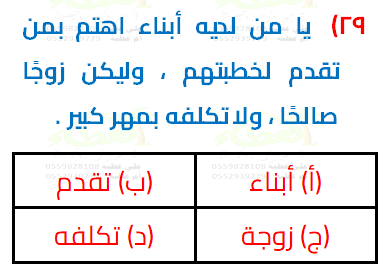 ٢٩) يا من لديه أبناء اهتم بمن
تقدم لخطبتهم ، وليكن زوجًا
صالحًا ، ولا تكلفه بمهر كبير .
(أ) أبناء (ب) تقدم
(ج) زوجة (د) تكلفه